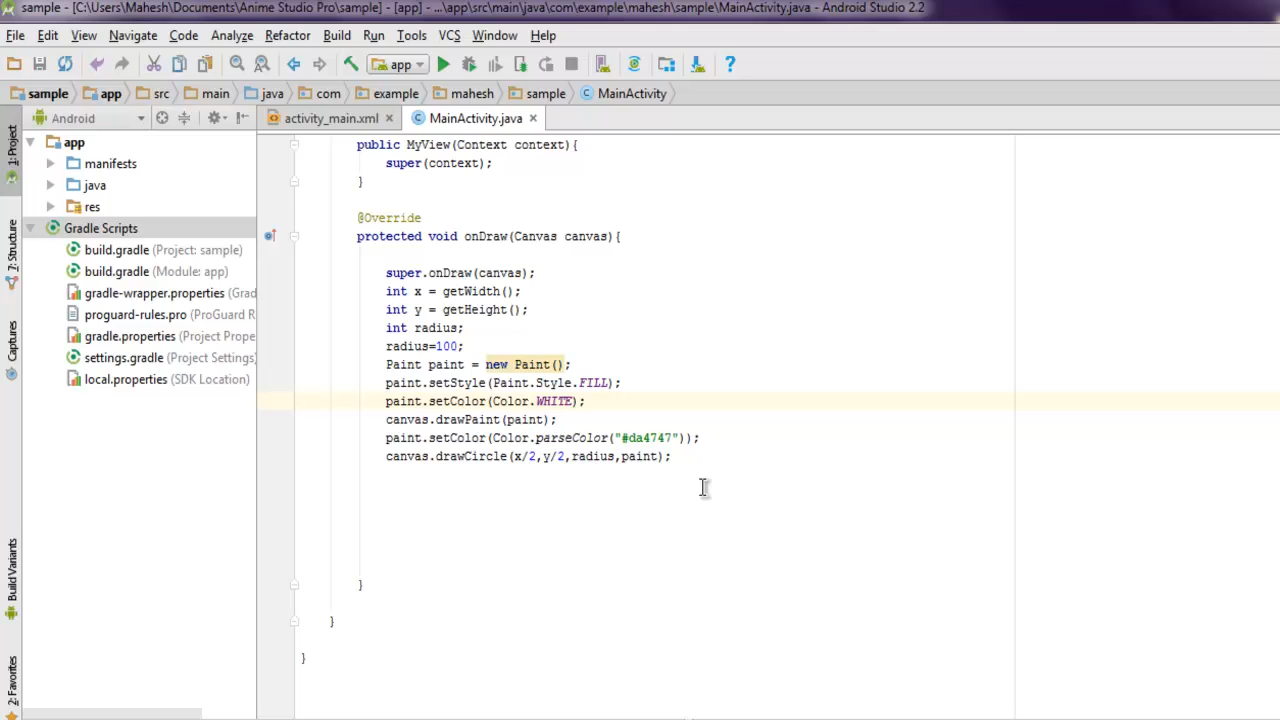 sample - [C:\Users\Mahesh\Documents\Anime Studio Pro\sample] - [app] - ...\app\src\main\java\com\example\mahesh\sample\MainActivity.java - Android Studio 2.2
File Edit View Navigate Code Analyze Refactor Build Run Tools VCS Window Help
app
sample app src main java com example mahesh sample MainActivity
Android
activity_main.xml
MainActivity.java
1: Project
7: Structure
Captures
Build Variants
2: Favorites
app
manifests
java
res
Gradle Scripts
build.gradle (Project: sample)
build.gradle (Module: app)
gradle-wrapper.properties (Grad
proguard-rules.pro (ProGuard R
gradle.properties (Project Prope
settings.gradle (Project Settings)
local.properties (SDK Location)
public MyView(Context context){
super(context);
}
@Override
protected void onDraw(Canvas canvas){
super.onDraw(canvas);
int x = getWidth();
int y = getHeight();
int radius;
radius=100;
Paint paint = new Paint();
paint.setStyle(Paint.Style.FILL);
paint.setColor(Color.WHITE);
canvas.drawPaint(paint);
paint.setColor(Color.parseColor("#da4747"));
canvas.drawCircle(x/2,y/2,radius,paint);
}
}
}